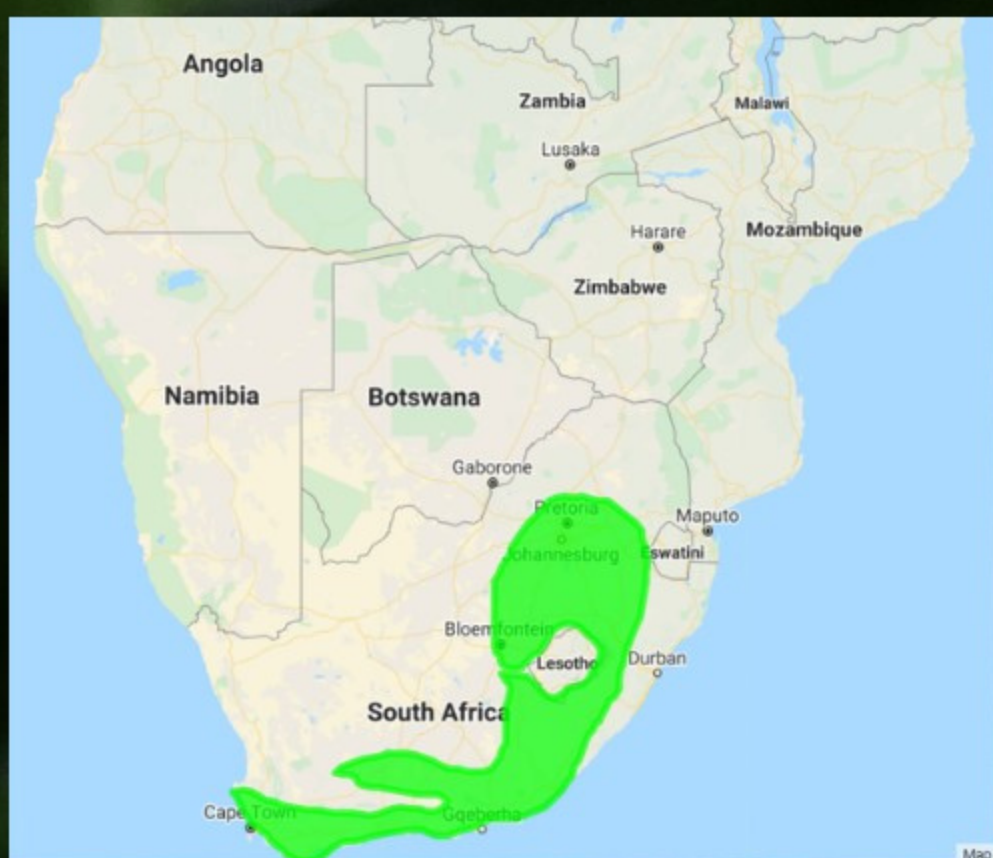 Angola
Zambia
Malawi
Lusaka
Harare
Mozambique
Zimbabwe
Namibia
Botswana
Gaborone
Pretoria
Maputo
Johannesburg
Eswatini
Bloemfontein
Lesotho
Durban
South Africa
Cape Town
Gqeberha
Map